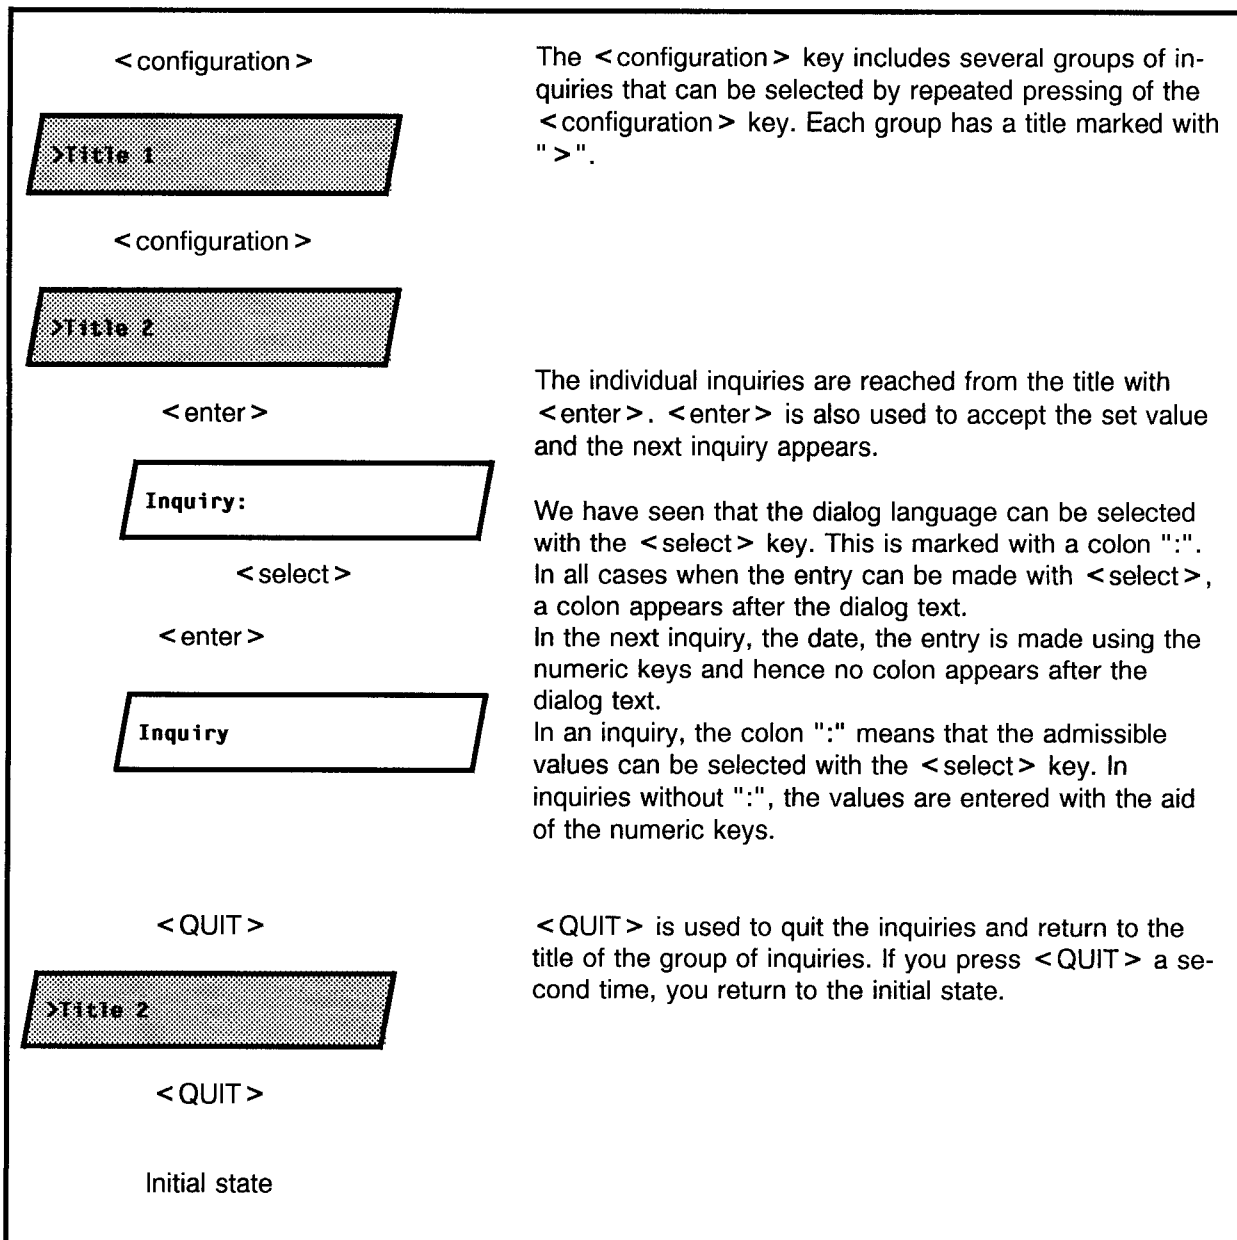 <configuration>
The <configuration> key includes several groups of in-
quiries that can be selected by repeated pressing of the
<configuration> key. Each group has a title marked with
">".
>Title 1
<configuration>
>Title 2
The individual inquiries are reached from the title with
<enter>. <enter> is also used to accept the set value
and the next inquiry appears.
<enter>
Inquiry:
We have seen that the dialog language can be selected
with the <select> key. This is marked with a colon ":".
In all cases when the entry can be made with <select>,
a colon appears after the dialog text.
<select>
<enter>
In the next inquiry, the date, the entry is made using the
numeric keys and hence no colon appears after the
dialog text.
Inquiry
In an inquiry, the colon ":" means that the admissible
values can be selected with the <select> key. In
inquiries without ":", the values are entered with the aid
of the numeric keys.
<QUIT>
<QUIT> is used to quit the inquiries and return to the
title of the group of inquiries. If you press <QUIT> a se-
cond time, you return to the initial state.
>Title 2
<QUIT>
Initial state